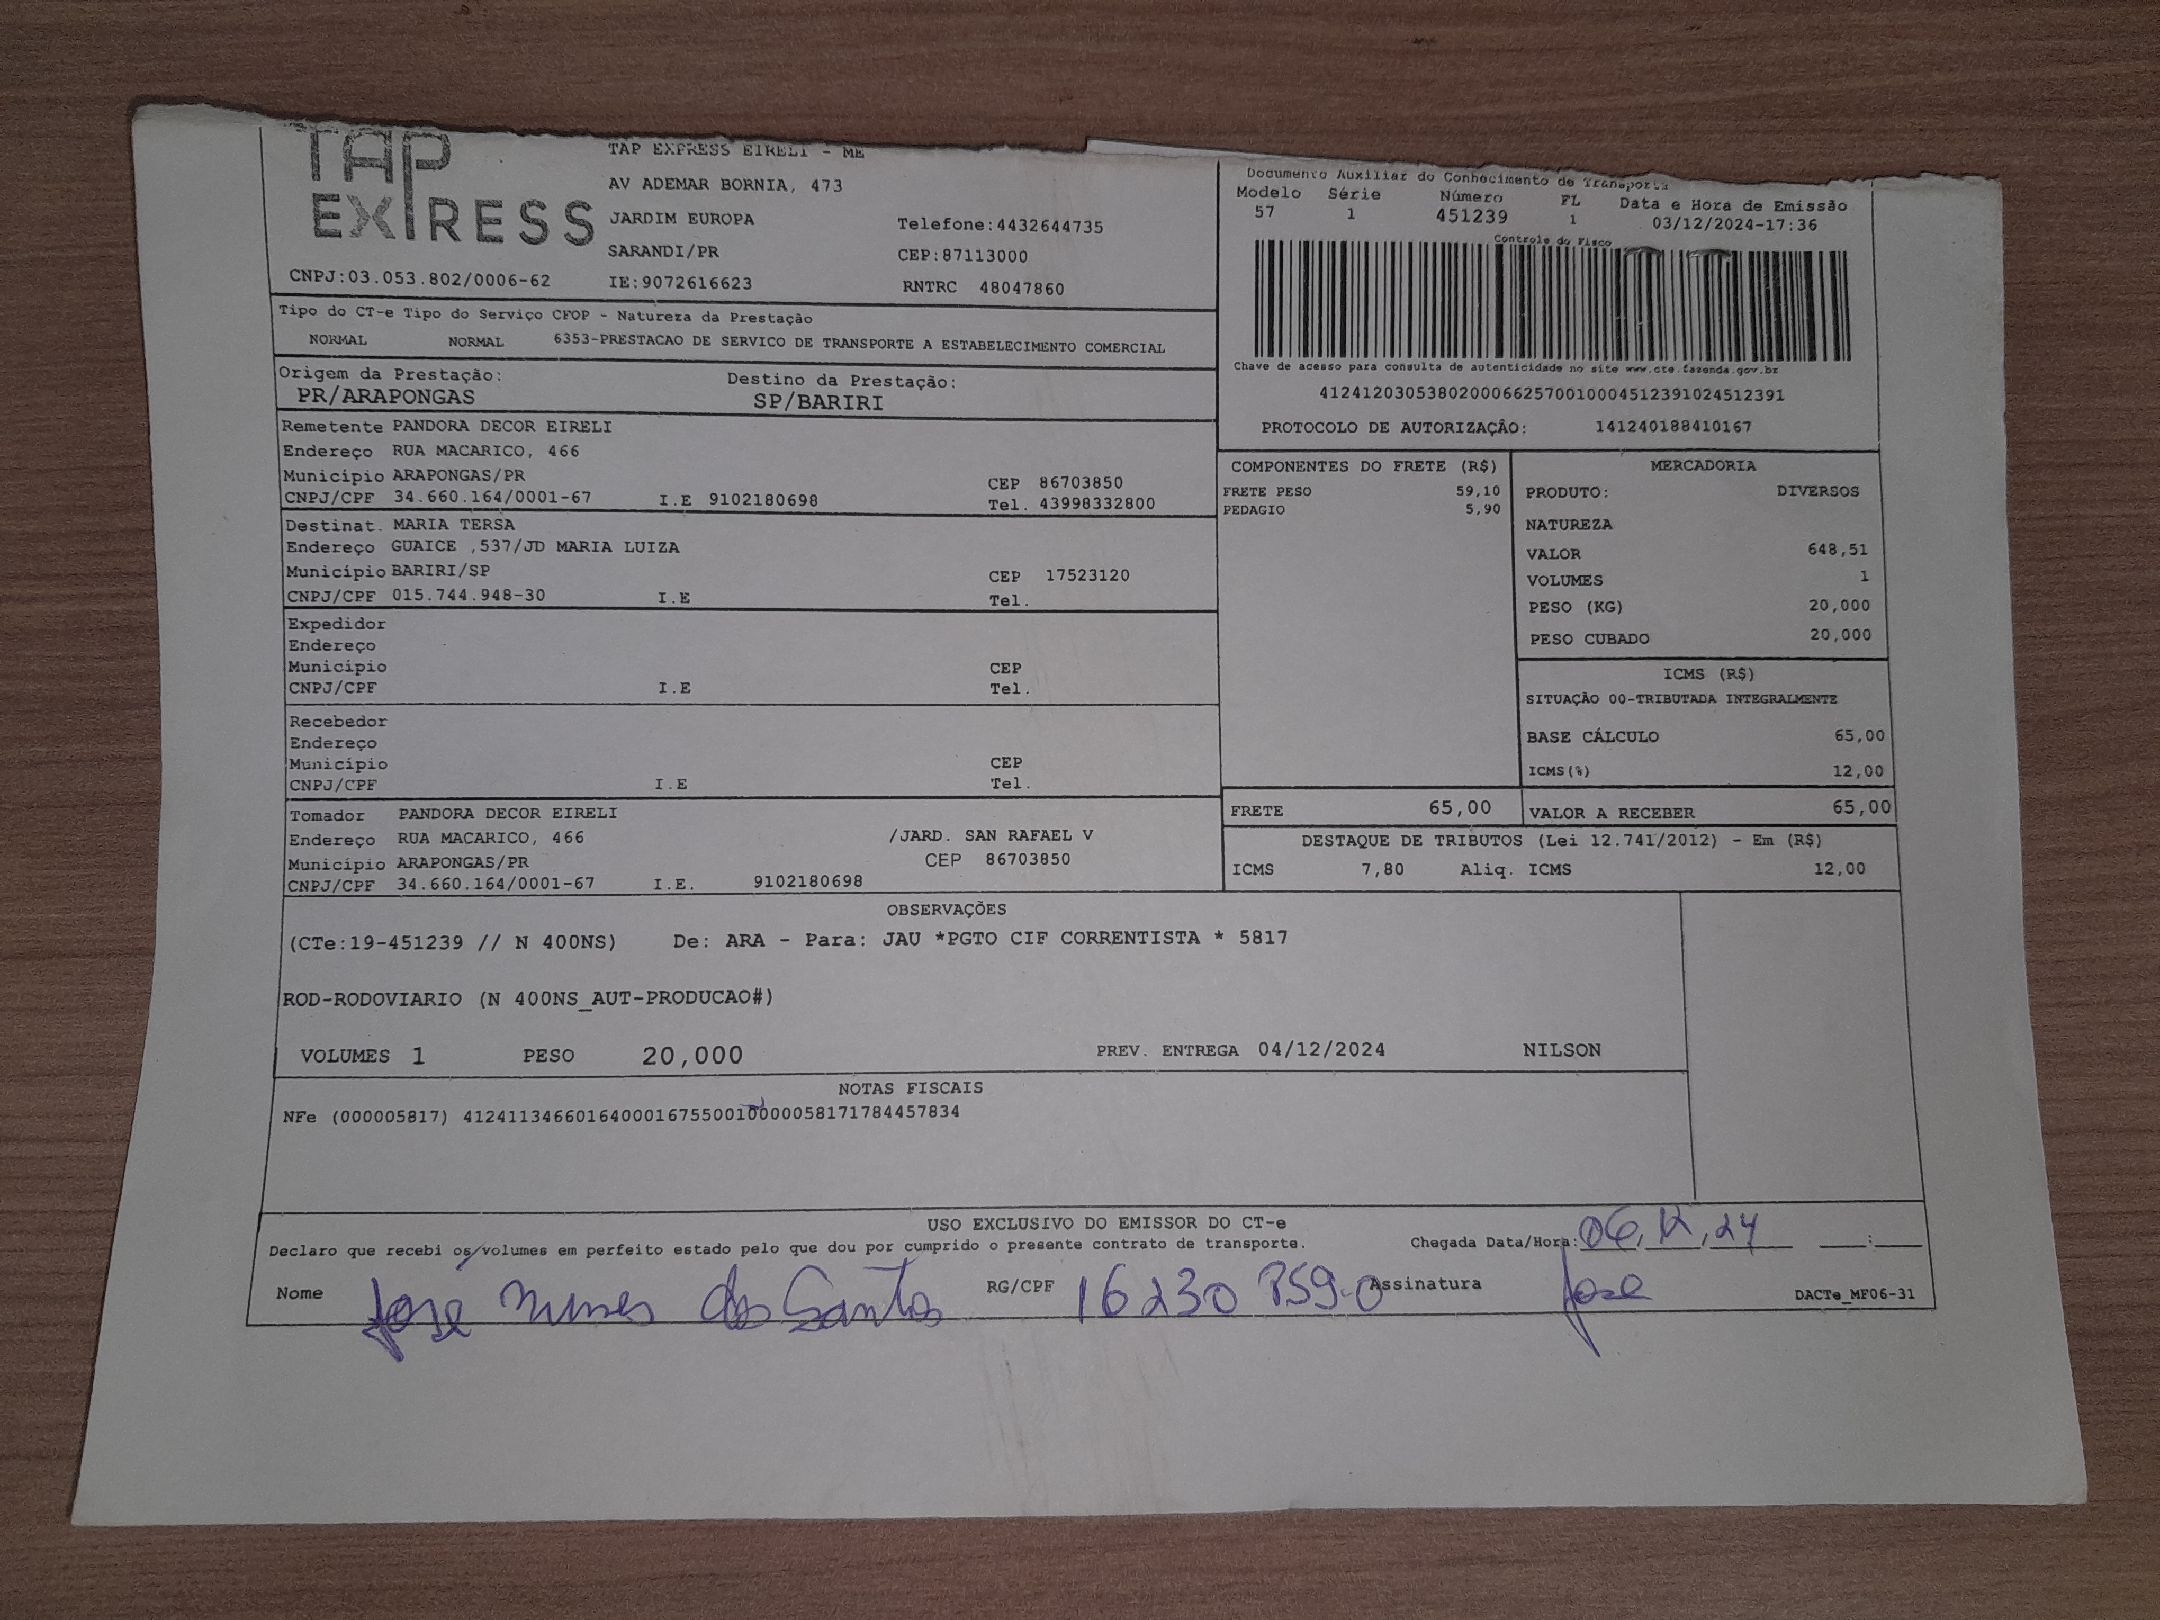 TAP EXPRESS
TAP EXPRESS EIRELI - ME
AV ADEMAR BORNIA, 473
JARDIM EUROPA Telefone:4432644735
SARANDI/PR CEP:87113000
CNPJ:03.053.802/0006-62 IE:9072616623 RNTRC 48047860
Documento Auxiliar do Conhecimento de Transporte
Modelo Série Número FL Data e Hora de Emissão
57 1 451239 1 03/12/2024-17:36
Controle do Fisco
Chave de acesso para consulta de autenticidade no site www.cte.fazenda.gov.br
41241203053802000662570010004512391024512391
PROTOCOLO DE AUTORIZAÇÃO: 141240188410167
Tipo do CT-e Tipo do Serviço CFOP - Natureza da Prestação
NORMAL NORMAL 6353-PRESTACAO DE SERVICO DE TRANSPORTE A ESTABELECIMENTO COMERCIAL
Origem da Prestação: Destino da Prestação:
PR/ARAPONGAS SP/BARIRI
Remetente PANDORA DECOR EIRELI
Endereço RUA MACARICO, 466
Município ARAPONGAS/PR CEP 86703850
CNPJ/CPF 34.660.164/0001-67 I.E 9102180698 Tel. 43998332800
Destinat. MARIA TERSA
Endereço GUAICE ,537/JD MARIA LUIZA
Município BARIRI/SP CEP 17523120
CNPJ/CPF 015.744.948-30 I.E Tel.
Expedidor
Endereço
Município CEP
CNPJ/CPF I.E Tel.
Recebedor
Endereço
Município CEP
CNPJ/CPF I.E Tel.
Tomador PANDORA DECOR EIRELI
Endereço RUA MACARICO, 466 /JARD. SAN RAFAEL V
Município ARAPONGAS/PR CEP 86703850
CNPJ/CPF 34.660.164/0001-67 I.E. 9102180698
COMPONENTES DO FRETE (R$)
FRETE PESO 59,10
PEDAGIO 5,90
MERCADORIA
PRODUTO: DIVERSOS
NATUREZA
VALOR 648,51
VOLUMES 1
PESO (KG) 20,000
PESO CUBADO 20,000
ICMS (R$)
SITUAÇÃO 00-TRIBUTADA INTEGRALMENTE
BASE CÁLCULO 65,00
ICMS(%) 12,00
FRETE 65,00 VALOR A RECEBER 65,00
DESTAQUE DE TRIBUTOS (Lei 12.741/2012) - Em (R$)
ICMS 7,80 Aliq. ICMS 12,00
OBSERVAÇÕES
(CTe:19-451239 // N 400NS) De: ARA - Para: JAU *PGTO CIF CORRENTISTA * 5817
ROD-RODOVIARIO (N 400NS_AUT-PRODUCAO#)
VOLUMES 1 PESO 20,000 PREV. ENTREGA 04/12/2024 NILSON
NOTAS FISCAIS
NFe (000005817) 41241134660164000167550010000058171784457834
USO EXCLUSIVO DO EMISSOR DO CT-e
Declaro que recebi os volumes em perfeito estado pelo que dou por cumprido o presente contrato de transporte. Chegada Data/Hora: 06,12,24 __:__
Nome José Nunes dos Santos RG/CPF 16230 859-0 Assinatura José DACTe_MF06-31